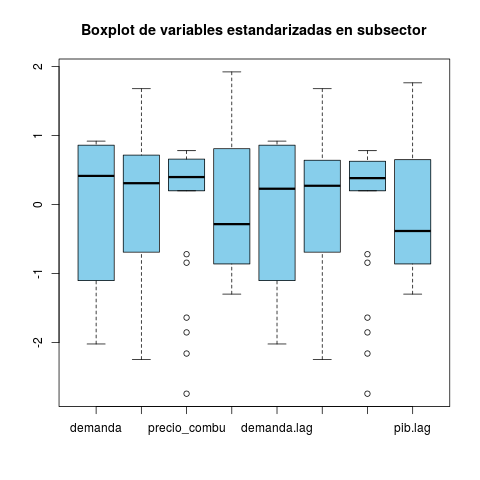 Boxplot de variables estandarizadas en subsector
2
1
0
-1
-2
demanda precio_combu demanda.lag pib.lag